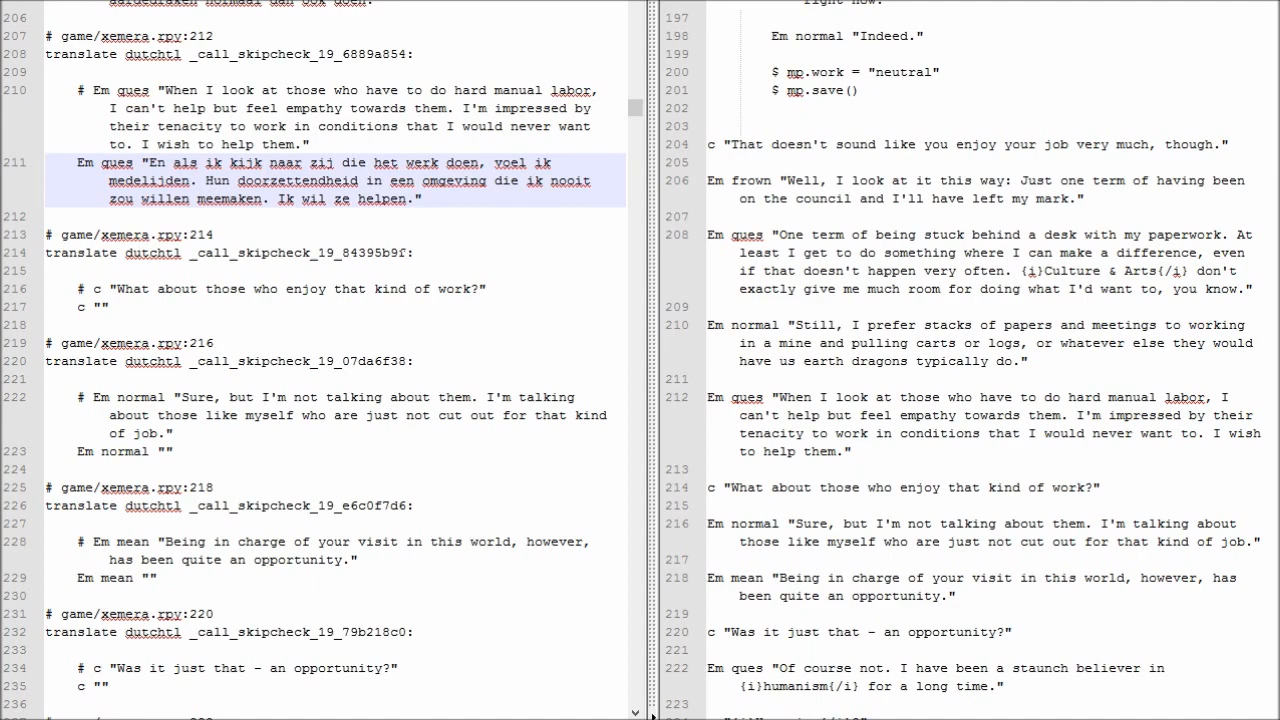 206
207 # game/xemera.rpy:212
208 translate dutchtl _call_skipcheck_19_6889a854:
209
210 # Em ques "When I look at those who have to do hard manual labor,
I can't help but feel empathy towards them. I'm impressed by
their tenacity to work in conditions that I would never want
to. I wish to help them."
211 Em ques "En als ik kijk naar zij die het werk doen, voel ik
medelijden. Hun doorzettendheid in een omgeving die ik nooit
zou willen meemaken. Ik wil ze helpen."
212
213 # game/xemera.rpy:214
214 translate dutchtl _call_skipcheck_19_84395b9f:
215
216 # c "What about those who enjoy that kind of work?"
217 c ""
218
219 # game/xemera.rpy:216
220 translate dutchtl _call_skipcheck_19_07da6f38:
221
222 # Em normal "Sure, but I'm not talking about them. I'm talking
about those like myself who are just not cut out for that kind
of job."
223 Em normal ""
224
225 # game/xemera.rpy:218
226 translate dutchtl _call_skipcheck_19_e6c0f7d6:
227
228 # Em mean "Being in charge of your visit in this world, however,
has been quite an opportunity."
229 Em mean ""
230
231 # game/xemera.rpy:220
232 translate dutchtl _call_skipcheck_19_79b218c0:
233
234 # c "Was it just that - an opportunity?"
235 c ""
236
197
198 Em normal "Indeed."
199
200 $ mp.work = "neutral"
201 $ mp.save()
202
203
204 c "That doesn't sound like you enjoy your job very much, though."
205
206 Em frown "Well, I look at it this way: Just one term of having been
on the council and I'll have left my mark."
207
208 Em ques "One term of being stuck behind a desk with my paperwork. At
least I get to do something where I can make a difference, even
if that doesn't happen very often. {i}Culture & Arts{/i} don't
exactly give me much room for doing what I'd want to, you know."
209
210 Em normal "Still, I prefer stacks of papers and meetings to working
in a mine and pulling carts or logs, or whatever else they would
have us earth dragons typically do."
211
212 Em ques "When I look at those who have to do hard manual labor, I
can't help but feel empathy towards them. I'm impressed by their
tenacity to work in conditions that I would never want to. I wish
to help them."
213
214 c "What about those who enjoy that kind of work?"
215
216 Em normal "Sure, but I'm not talking about them. I'm talking about
those like myself who are just not cut out for that kind of job."
217
218 Em mean "Being in charge of your visit in this world, however, has
been quite an opportunity."
219
220 c "Was it just that - an opportunity?"
221
222 Em ques "Of course not. I have been a staunch believer in
{i}humanism{/i} for a long time."
223